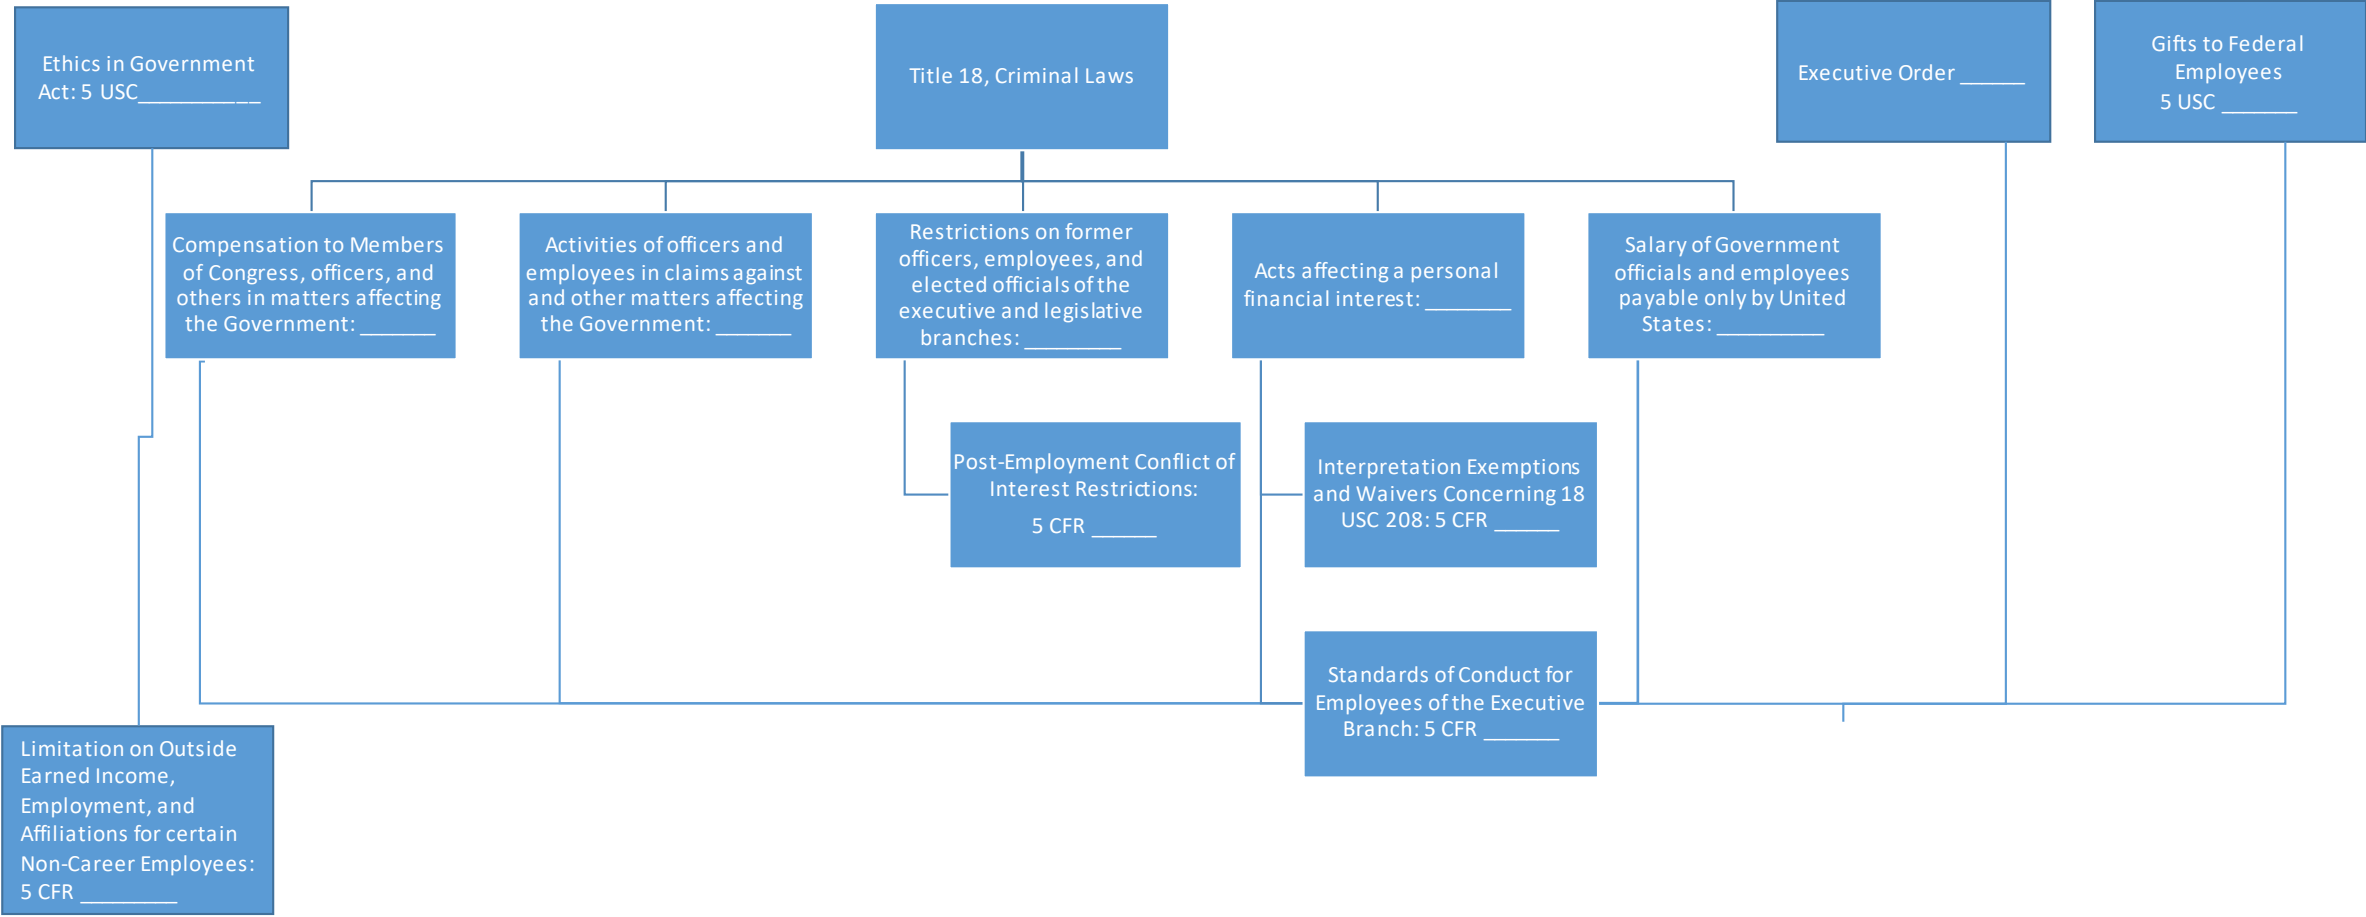 Ethics in Government
Act: 5 USC___________
Title 18, Criminal Laws
Executive Order ______
Gifts to Federal
Employees
5 USC _______
Compensation to Members
of Congress, officers, and
others in matters affecting
the Government: _______
Activities of officers and
employees in claims against
and other matters affecting
the Government: _______
Restrictions on former
officers, employees, and
elected officials of the
executive and legislative
branches: _________
Acts affecting a personal
financial interest: ________
Salary of Government
officials and employees
payable only by United
States: __________
Post-Employment Conflict of
Interest Restrictions:
5 CFR ______
Interpretation Exemptions
and Waivers Concerning 18
USC 208: 5 CFR ______
Standards of Conduct for
Employees of the Executive
Branch: 5 CFR _______
Limitation on Outside
Earned Income,
Employment, and
Affiliations for certain
Non-Career Employees:
5 CFR _________